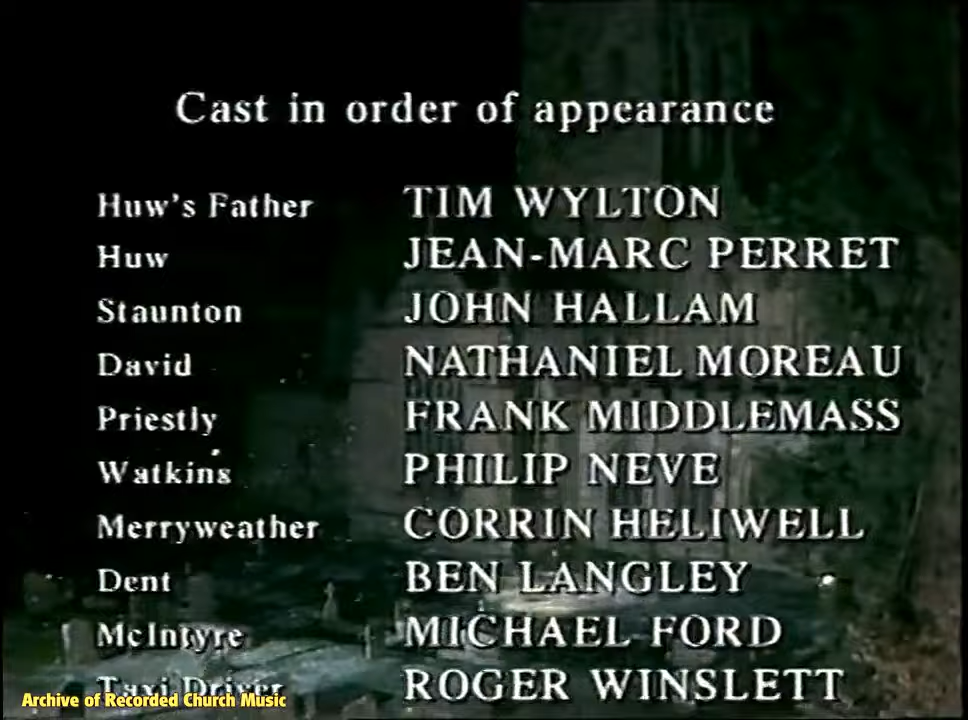 Cast in order of appearance
Huw's Father TIM WYLTON
Huw JEAN-MARC PERRET
Staunton JOHN HALLAM
David NATHANIEL MOREAU
Priestly FRANK MIDDLEMASS
Watkins PHILIP NEVE
Merryweather CORRIN HELIWELL
Dent BEN LANGLEY
McIntyre MICHAEL FORD
Taxi Driver ROGER WINSLETT
Archive of Recorded Church Music